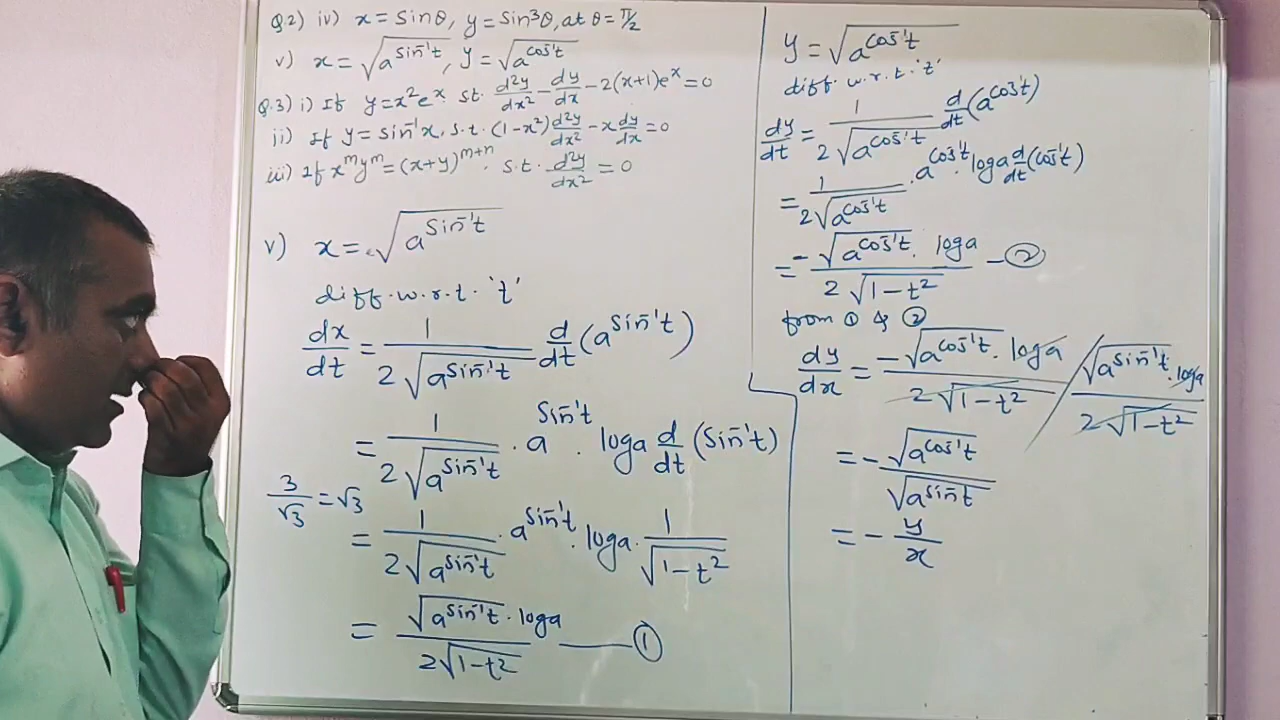 Q.2) iv) x = sinθ, y = sin³θ, at θ = π/2
v) x = √(a^(sin⁻¹t)), y = √(a^(cos⁻¹t))
Q.3) i) If y = x²eˣ s.t. d²y/dx² - dy/dx - 2(x+1)eˣ = 0
ii) If y = sin⁻¹x, s.t. (1-x²) d²y/dx² - x dy/dx = 0
iii) If xᵐyᵐ = (x+y)^(m+n). s.t. d²y/dx² = 0
v) x = √(a^(sin⁻¹t))
diff. w.r.t. 't'
dx/dt = 1/(2√(a^(sin⁻¹t))) d/dt (a^(sin⁻¹t))
= 1/(2√(a^(sin⁻¹t))) · a^(sin⁻¹t) · loga d/dt (sin⁻¹t)
3/√3 = √3
= 1/(2√(a^(sin⁻¹t))) · a^(sin⁻¹t) · loga · 1/√(1-t²)
= √(a^(sin⁻¹t)) · loga / (2√(1-t²)) — ①
y = √(a^(cos⁻¹t))
diff. w.r.t. 't'
dy/dt = 1/(2√(a^(cos⁻¹t))) d/dt (a^(cos⁻¹t))
= 1/(2√(a^(cos⁻¹t))) · a^(cos⁻¹t) · loga d/dt (cos⁻¹t)
= -√(a^(cos⁻¹t)) · loga / (2√(1-t²)) — ②
from ① & ②
dy/dx = -√(a^(cos⁻¹t)) · loga / (2√(1-t²)) / √(a^(sin⁻¹t)) · loga / (2√(1-t²))
= -√(a^(cos⁻¹t)) / √(a^(sin⁻t))
= - y/x